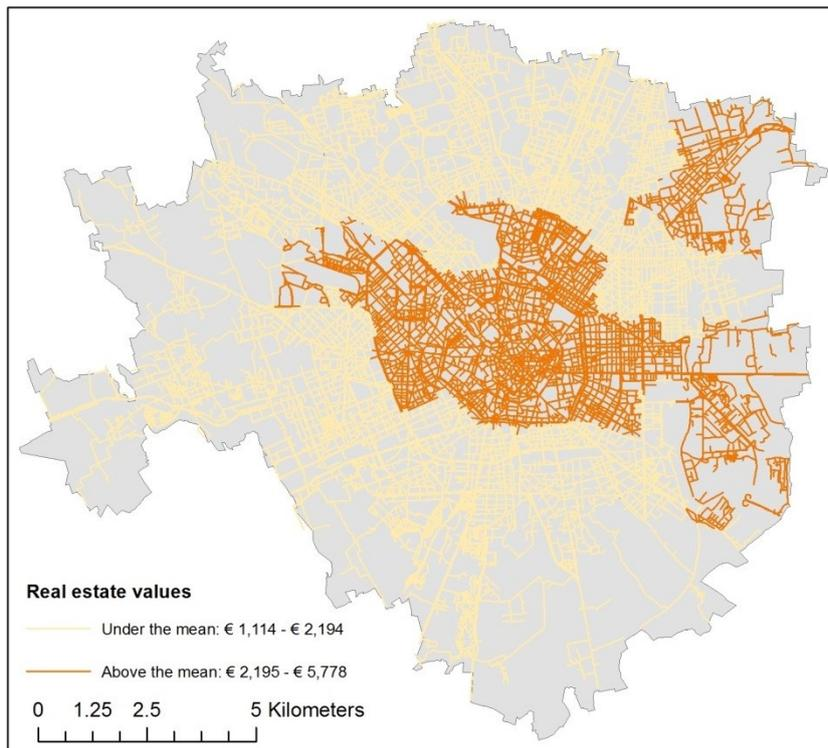 Real estate values
Under the mean: € 1,114 - € 2,194
Above the mean: € 2,195 - € 5,778
0 1.25 2.5 5 Kilometers